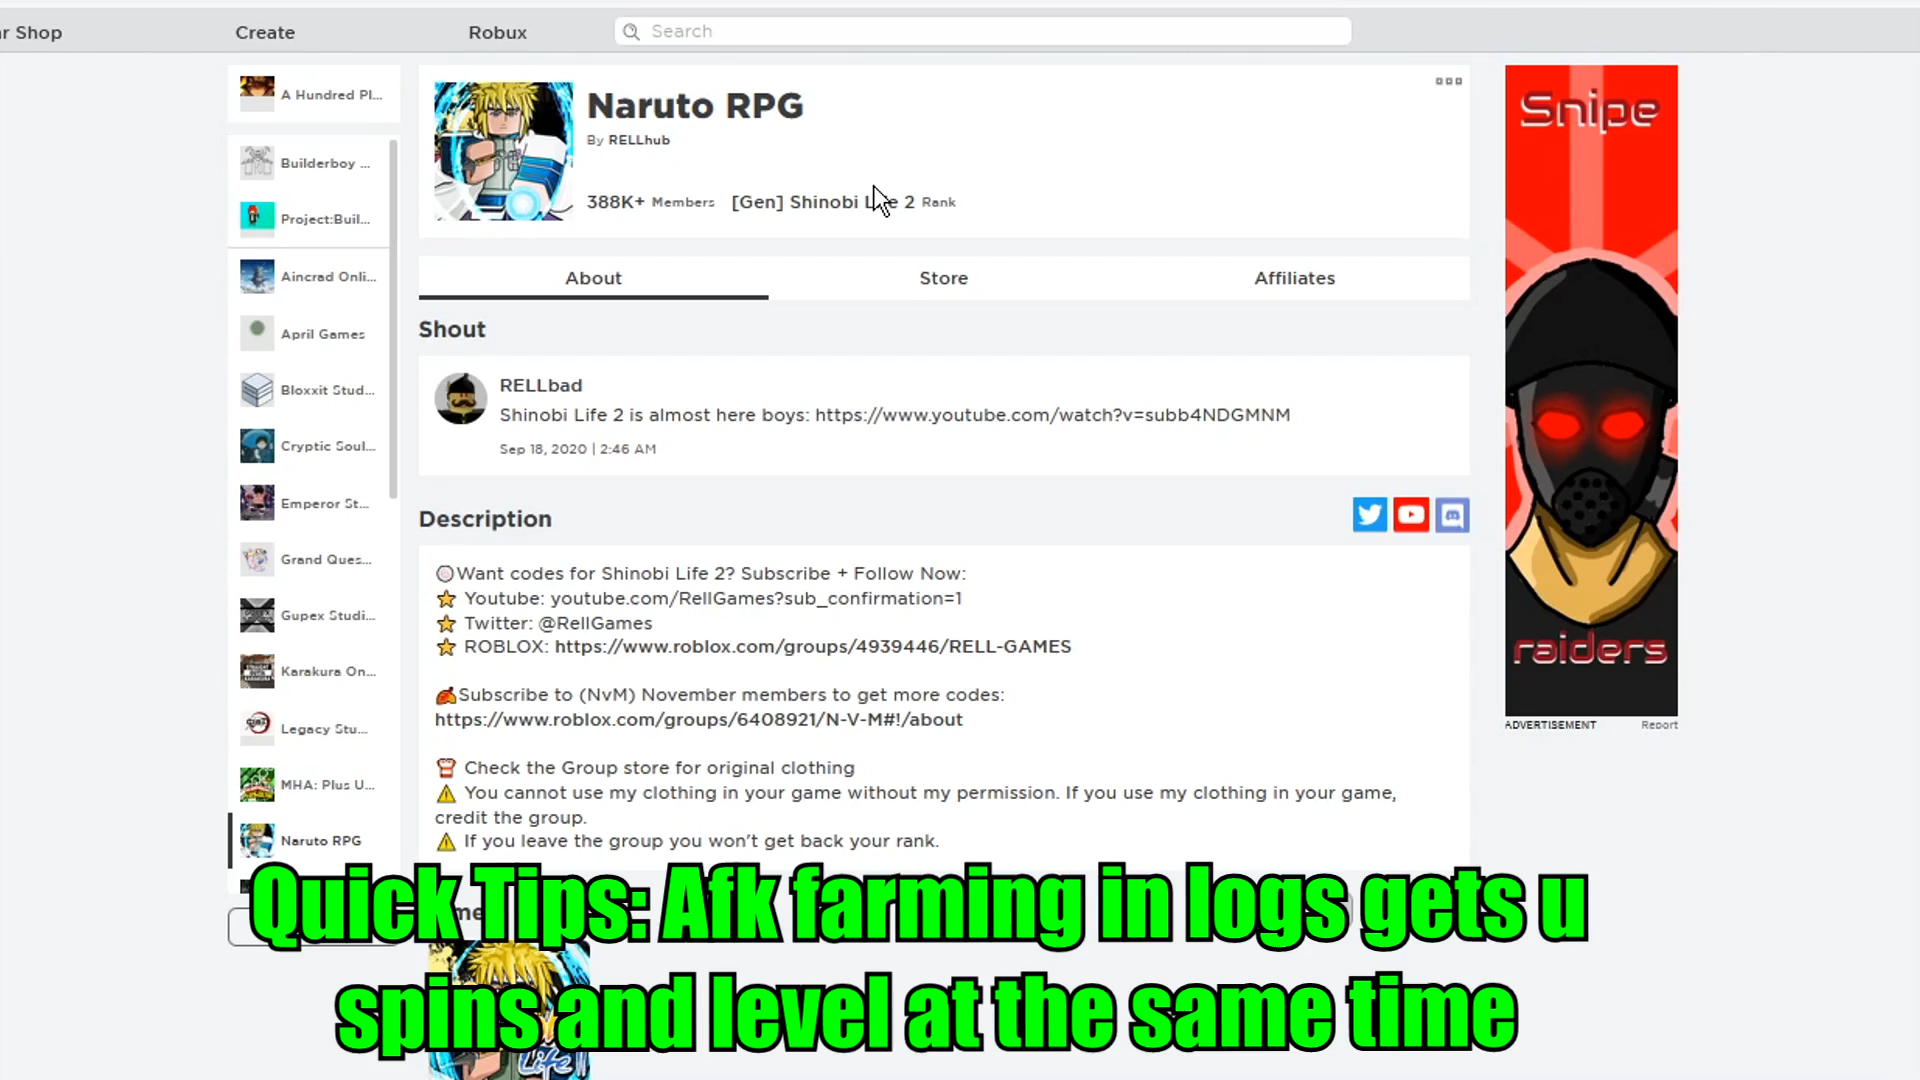 r Shop
Create
Robux
Search
A Hundred Pl...
Builderboy ...
Project:Buil...
Aincrad Onli...
April Games
Bloxxit Stud...
Cryptic Soul...
Emperor St...
Grand Ques...
Gupex Studi...
Karakura On...
Legacy Stu...
MHA: Plus U...
Naruto RPG
Naruto RPG
By RELLhub
388K+ Members [Gen] Shinobi Life 2 Rank
About
Store
Affiliates
Shout
RELLbad
Shinobi Life 2 is almost here boys: https://www.youtube.com/watch?v=subb4NDGMNM
Sep 18, 2020 | 2:46 AM
Description
Want codes for Shinobi Life 2? Subscribe + Follow Now:
⭐ Youtube: youtube.com/RellGames?sub_confirmation=1
⭐ Twitter: @RellGames
⭐ ROBLOX: https://www.roblox.com/groups/4939446/RELL-GAMES
🍂Subscribe to (NvM) November members to get more codes:
https://www.roblox.com/groups/6408921/N-V-M#!/about
Check the Group store for original clothing
⚠ You cannot use my clothing in your game without my permission. If you use my clothing in your game,
credit the group.
⚠ If you leave the group you won't get back your rank.
Snipe
raiders
ADVERTISEMENT
Report
Quick Tips: Afk farming in logs gets u
spins and level at the same time
Life